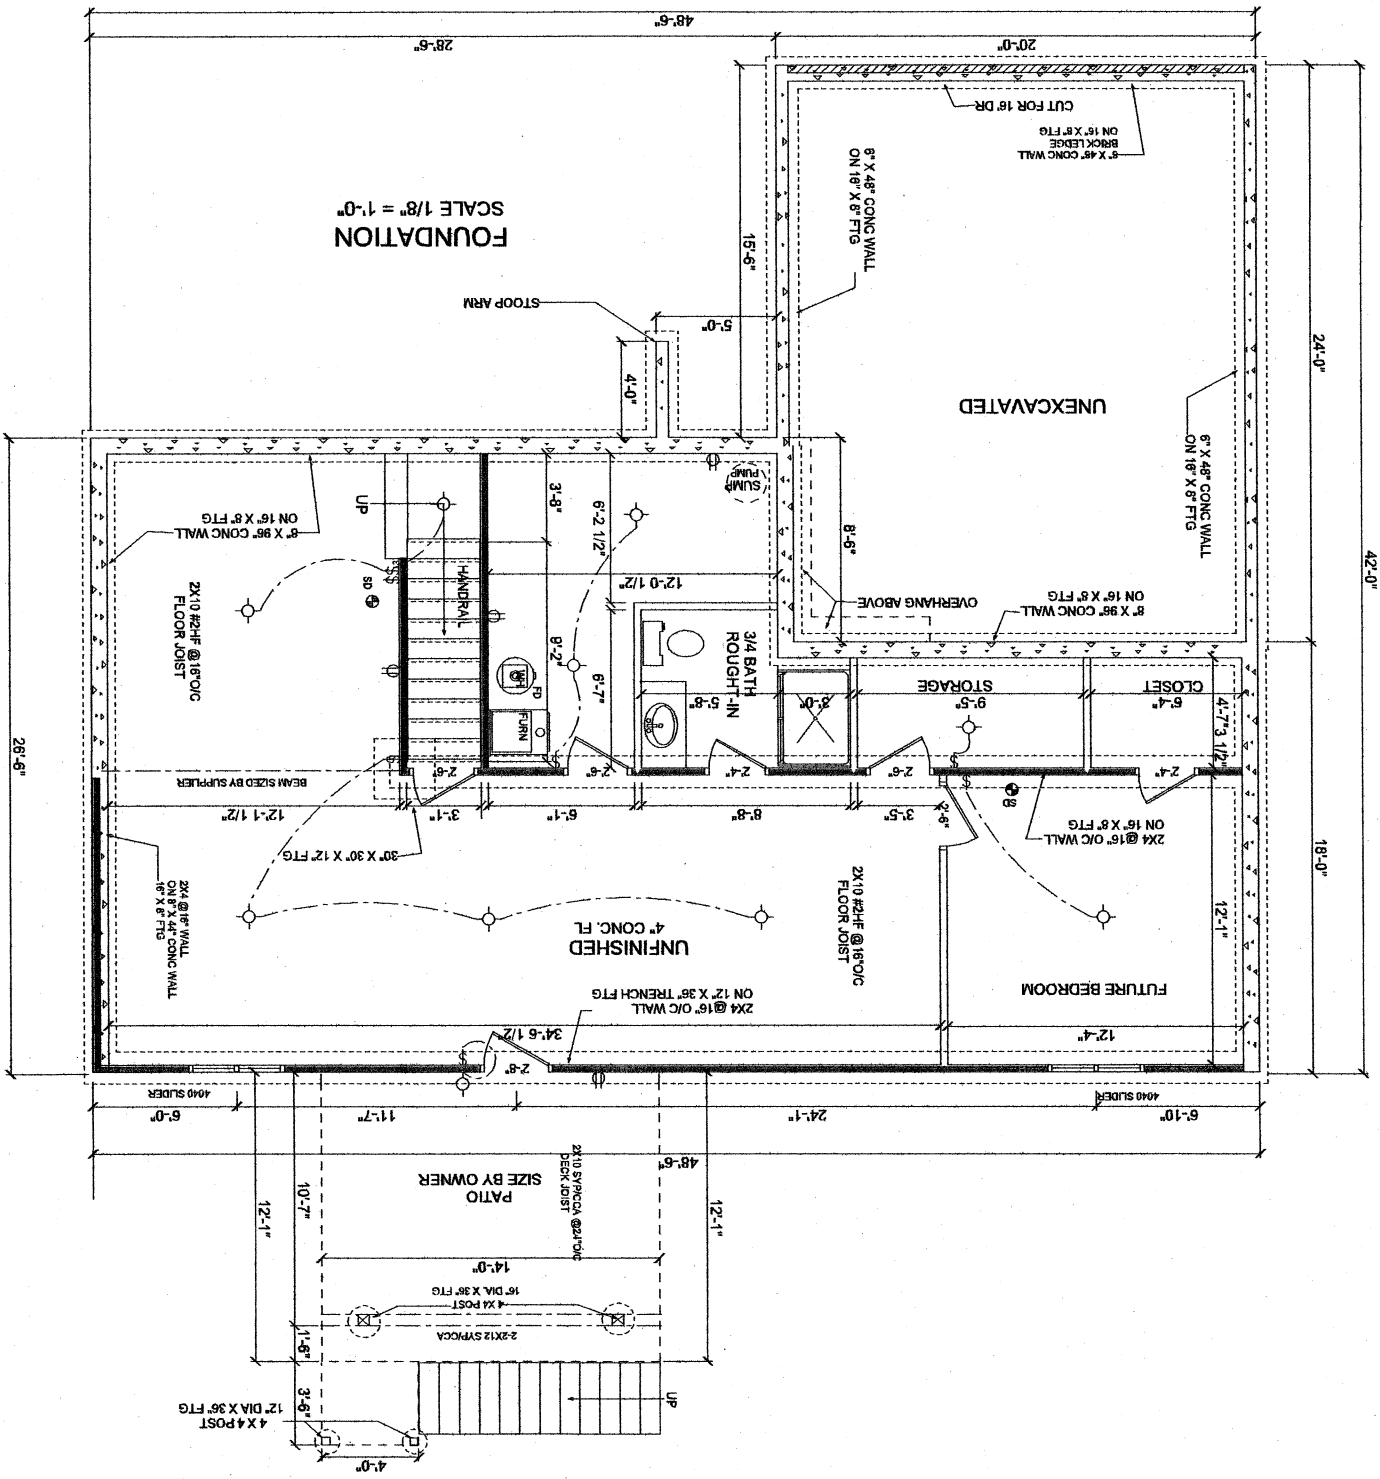 4'-0"
4 X 4 POST
12" DIA X 36" FTG
3'-6"
UP
1'-6"
2-2X12 SYP/CCA
4 X4 POST
16" DIA. X 36" FTG
14'-0"
12'-1"
10'-7"
12'-1"
PATIO
SIZE BY OWNER
2X10 SYP/CCA @24"O/C
DECK JOIST
48'-6"
6'-10"
24'-1"
11'-7"
6'-0"
4040 SLIDER
4040 SLIDER
2'-8"
12'-4"
34'-6 1/2"
FUTURE BEDROOM
2X4 @16" O/C WALL
ON 12" X 36" TRENCH FTG
UNFINISHED
4" CONC. FL
2X10 #2HF @16"O/C
FLOOR JOIST
2X4 @16" WALL
ON 8" X 44" CONC WALL
16" X 8" FTG
12'-1"
18'-0"
30" X 30" X 12" FTG
2X4 @16" O/C WALL
ON 16" X 8" FTG
SD
2'-6"
3'-5"
8'-8"
6'-1"
3'-1"
12'-1 1/2"
BEAM SIZED BY SUPPLIER
2'-4"
2'-6"
2'-4"
2'-6"
2'-6"
4'-7"
3 1/2"
6'-4"
CLOSET
9'-5"
STORAGE
3'-0"
5'-8"
3/4 BATH
ROUGHT-IN
6'-7"
FURN
FD
WH
9'-2"
HANDRAIL
SD
2X10 #2HF @16"O/C
FLOOR JOIST
26'-6"
42'-0"
8" X 96" CONC WALL
ON 16" X 8" FTG
OVERHANG ABOVE
12'-0 1/2"
8'-6"
6'-2 1/2"
3'-8"
UP
8" X 96" CONC WALL
ON 16" X 8" FTG
SUMP
PUMP
6" X 48" CONC WALL
ON 16" X 8" FTG
UNEXCAVATED
4'-0"
24'-0"
5'-0"
STOOP ARM
15'-6"
FOUNDATION
SCALE 1/8" = 1'-0"
6" X 48" CONC WALL
ON 16" X 8" FTG
6" X 48" CONC WALL
BRICK LEDGE
ON 16" X 8" FTG
CUT FOR 16' DR
20'-0"
28'-6"
48'-6"